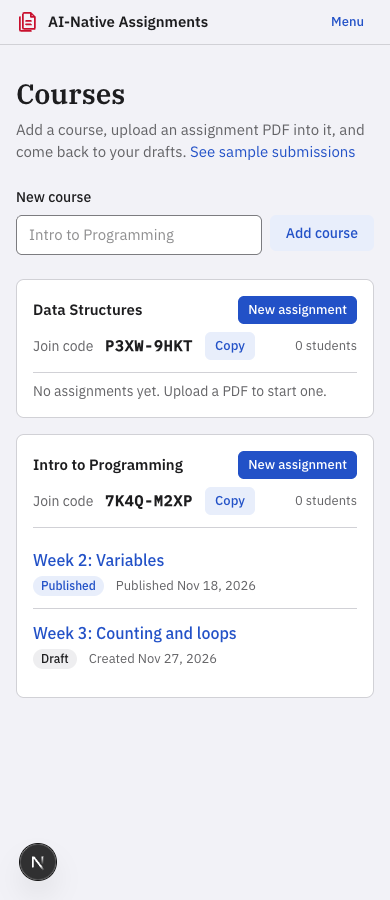 AI-Native Assignments
Menu
Courses
Add a course, upload an assignment PDF into it, and
come back to your drafts. See sample submissions
New course
Intro to Programming
Add course
Data Structures
New assignment
Join code P3XW-9HKT Copy 0 students
No assignments yet. Upload a PDF to start one.
Intro to Programming
New assignment
Join code 7K4Q-M2XP Copy 0 students
Week 2: Variables
Published Published Nov 18, 2026
Week 3: Counting and loops
Draft Created Nov 27, 2026
N